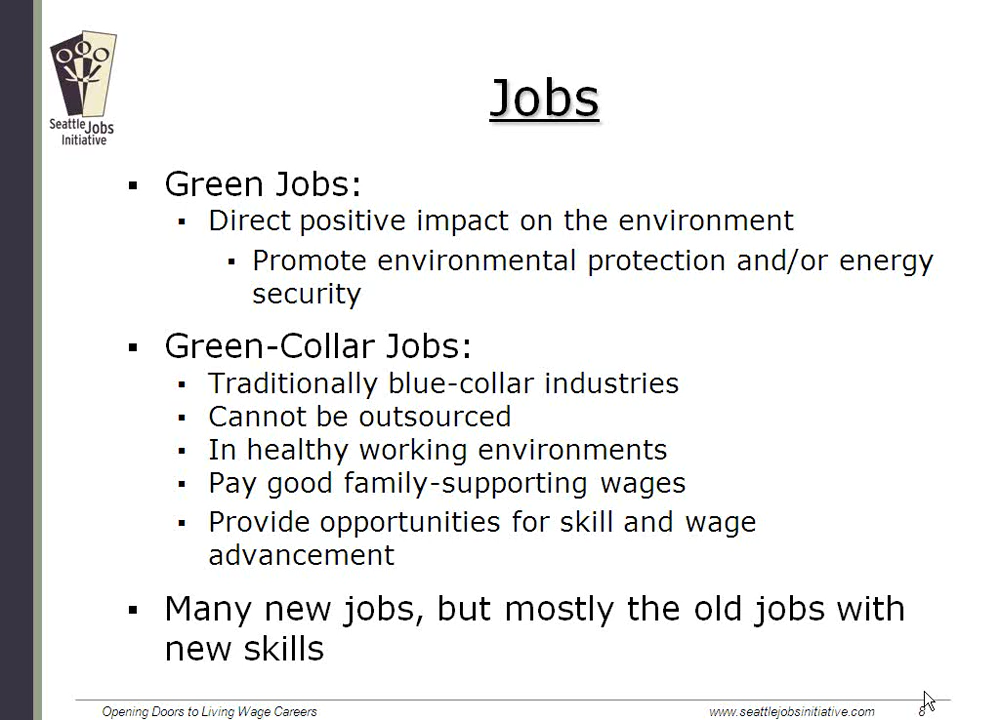 Seattle Jobs
Initiative
Jobs
▪ Green Jobs:
▪ Direct positive impact on the environment
▪ Promote environmental protection and/or energy
security
▪ Green-Collar Jobs:
▪ Traditionally blue-collar industries
▪ Cannot be outsourced
▪ In healthy working environments
▪ Pay good family-supporting wages
▪ Provide opportunities for skill and wage
advancement
▪ Many new jobs, but mostly the old jobs with
new skills
Opening Doors to Living Wage Careers www.seattlejobsinitiative.com 8